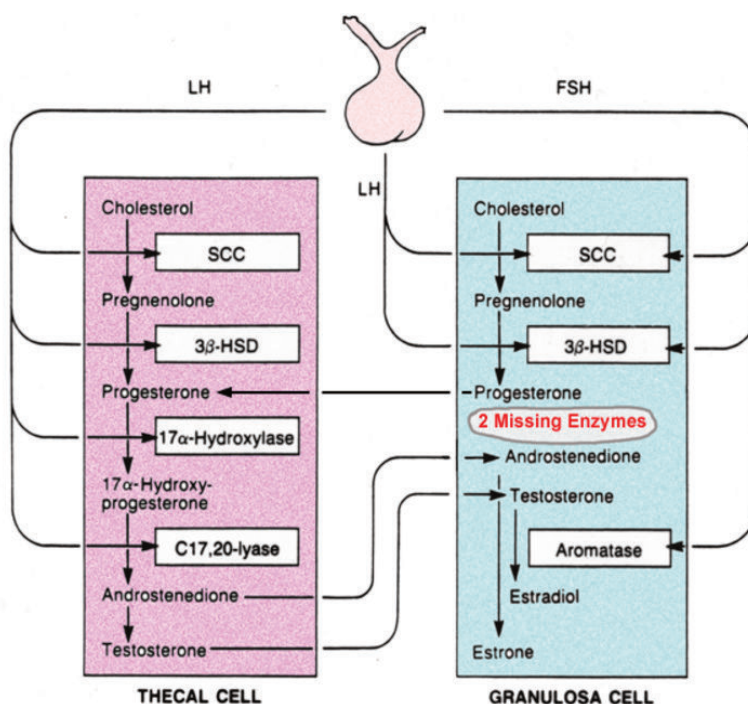 LH
FSH
LH
Cholesterol
SCC
Pregnenolone
3β-HSD
Progesterone
17α-Hydroxylase
17α-Hydroxy-
progesterone
C17,20-lyase
Androstenedione
Testosterone
THECAL CELL
Cholesterol
SCC
Pregnenolone
3β-HSD
Progesterone
2 Missing Enzymes
Androstenedione
Testosterone
Aromatase
Estradiol
Estrone
GRANULOSA CELL